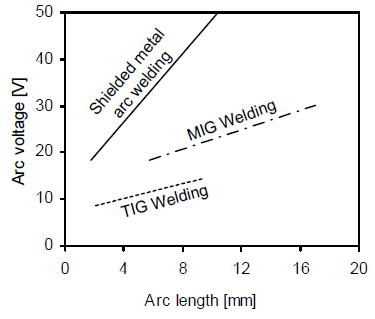 50
40
30
20
10
0
Arc voltage [V]
Shielded metal
arc welding
MIG Welding
TIG Welding
0 4 8 12 16 20
Arc length [mm]